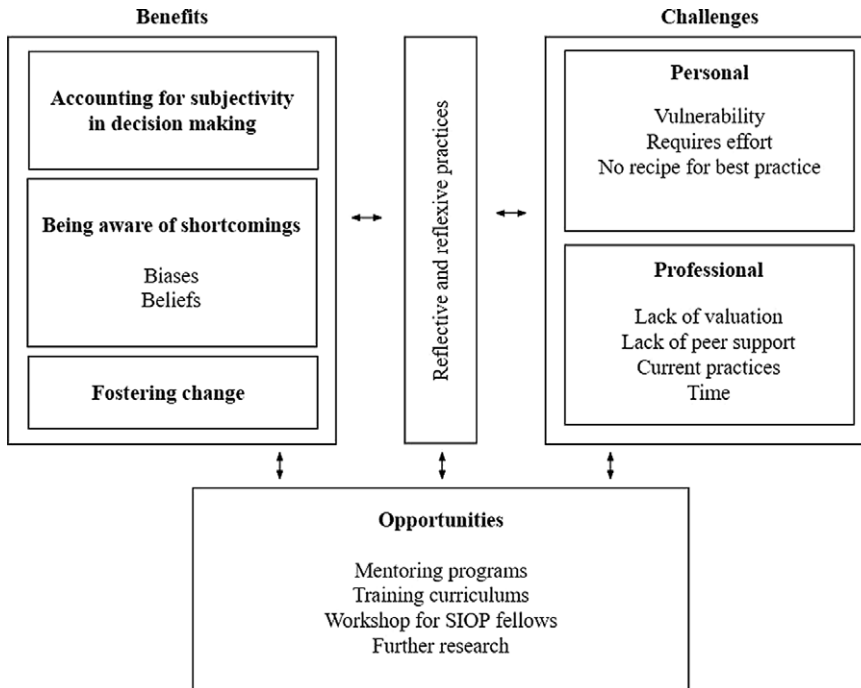 Benefits
Accounting for subjectivity
in decision making
Being aware of shortcomings
Biases
Beliefs
Fostering change
Reflective and reflexive practices
Challenges
Personal
Vulnerability
Requires effort
No recipe for best practice
Professional
Lack of valuation
Lack of peer support
Current practices
Time
Opportunities
Mentoring programs
Training curriculums
Workshop for SIOP fellows
Further research